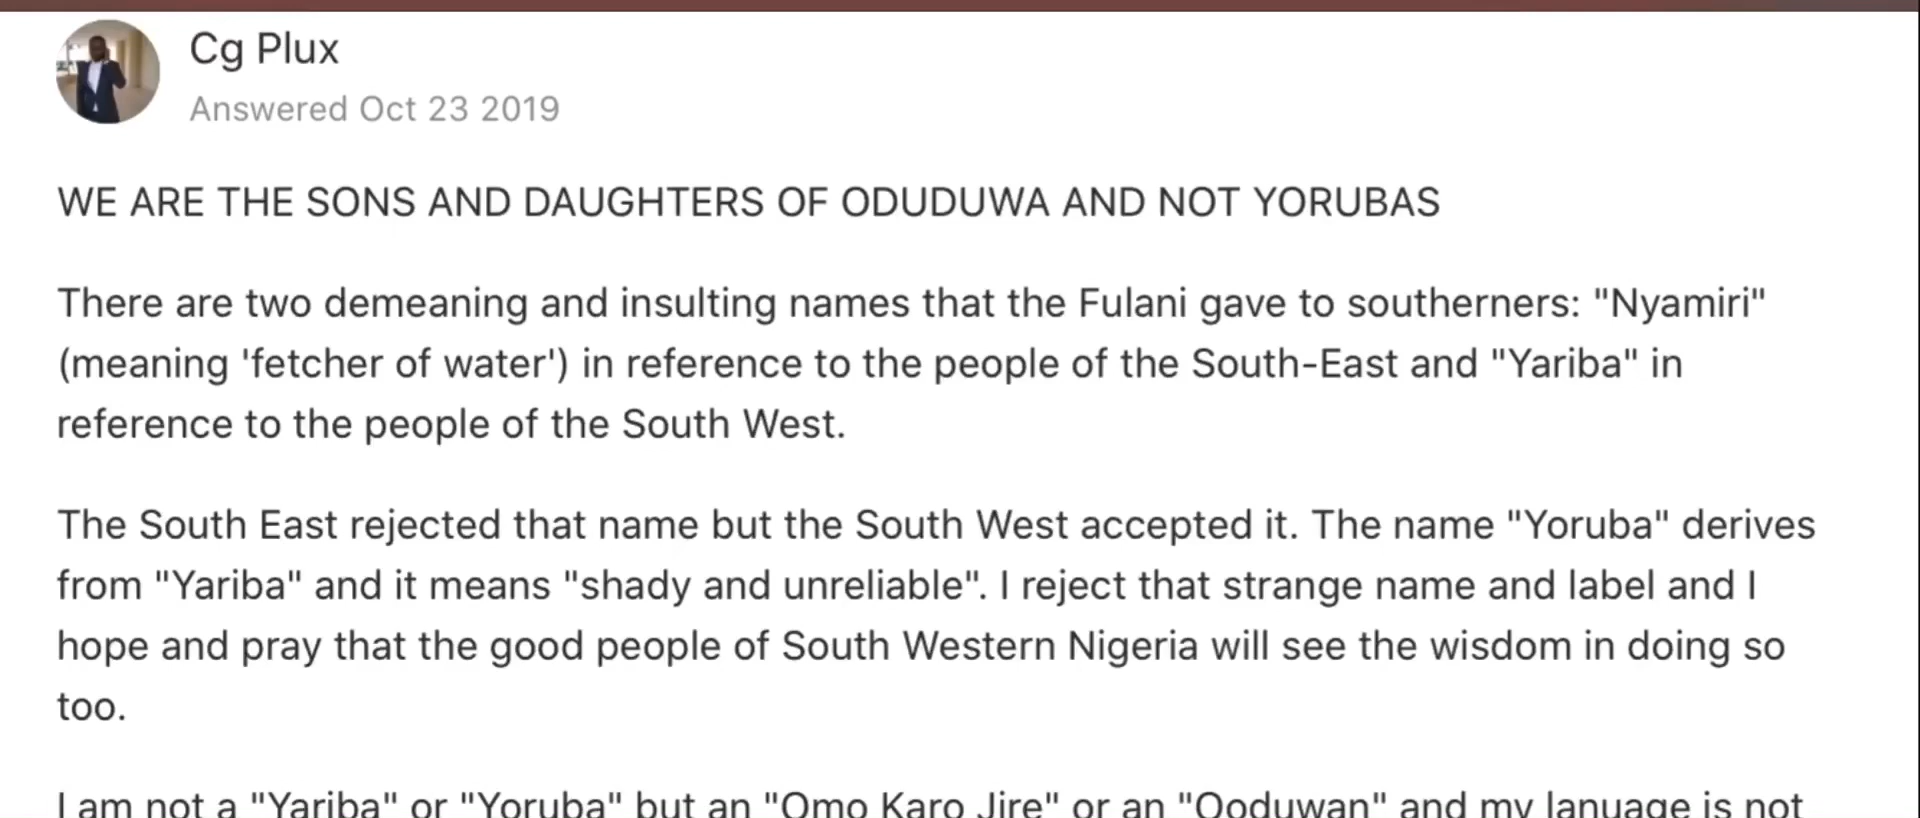 Cg Plux
Answered Oct 23 2019
WE ARE THE SONS AND DAUGHTERS OF ODUDUWA AND NOT YORUBAS
There are two demeaning and insulting names that the Fulani gave to southerners: "Nyamiri"
(meaning 'fetcher of water') in reference to the people of the South-East and "Yariba" in
reference to the people of the South West.
The South East rejected that name but the South West accepted it. The name "Yoruba" derives
from "Yariba" and it means "shady and unreliable". I reject that strange name and label and I
hope and pray that the good people of South Western Nigeria will see the wisdom in doing so
too.
I am not a "Yariba" or "Yoruba" but an "Omo Karo Jire" or an "Ooduwan" and my lanuage is not